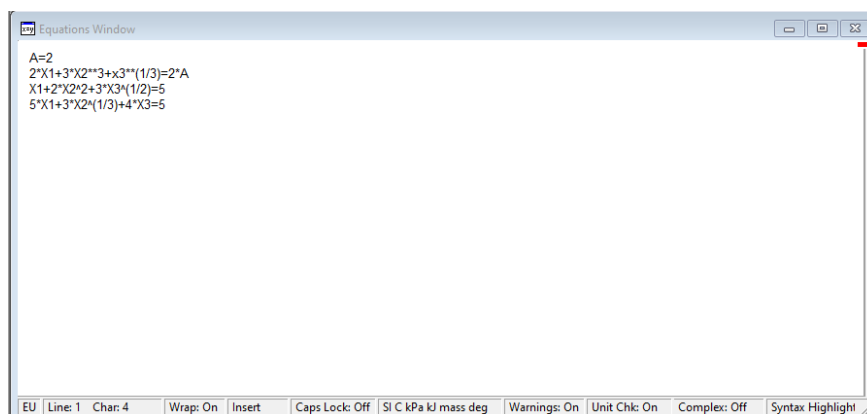 Equations Window
A=2
2*X1+3*X2**3+x3**(1/3)=2*A
X1+2*X2^2+3*X3^(1/2)=5
5*X1+3*X2^(1/3)+4*X3=5
EU Line: 1 Char: 4 Wrap: On Insert Caps Lock: Off SI C kPa kJ mass deg Warnings: On Unit Chk: On Complex: Off Syntax Highlight